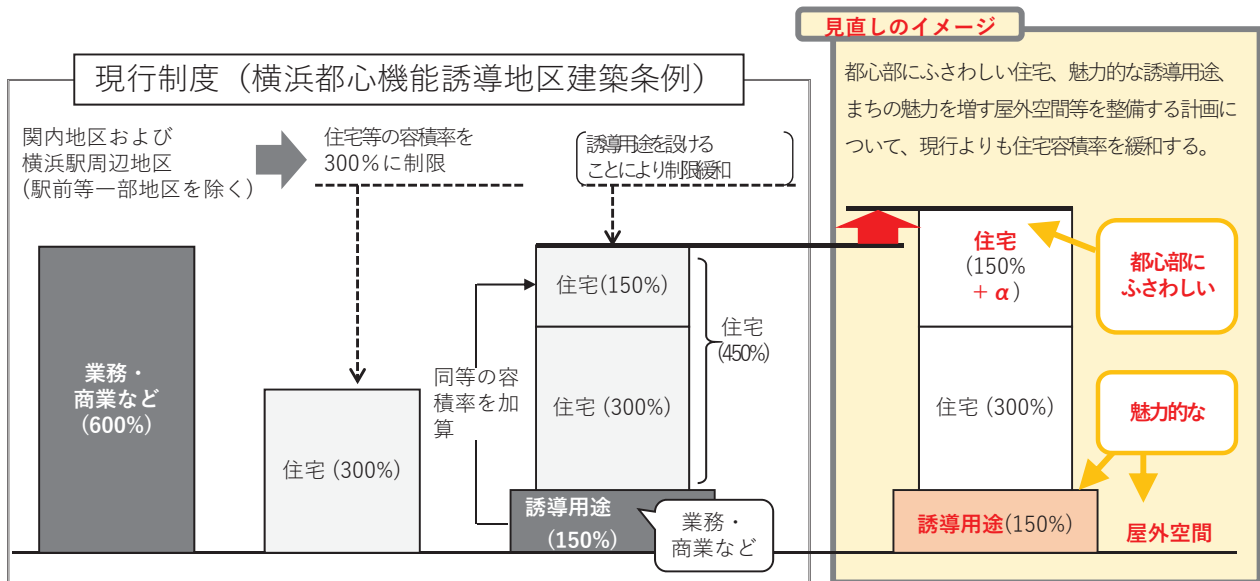 見直しのイメージ
現行制度（横浜都心機能誘導地区建築条例）
関内地区および
横浜駅周辺地区
(駅前等一部地区を除く)
住宅等の容積率を
300％に制限
誘導用途を設ける
ことにより制限緩和
業務・
商業など
(600%)
住宅 (300%)
同等の容
積率を加
算
住宅(150%)
住宅 (300%)
住宅
(450%)
誘導用途
(150%)
業務・
商業など
都心部にふさわしい住宅、魅力的な誘導用途、
まちの魅力を増す屋外空間等を整備する計画に
ついて、現行よりも住宅容積率を緩和する。
住宅
(150%
＋α）
都心部に
ふさわしい
住宅 (300%)
魅力的な
誘導用途(150%)
屋外空間